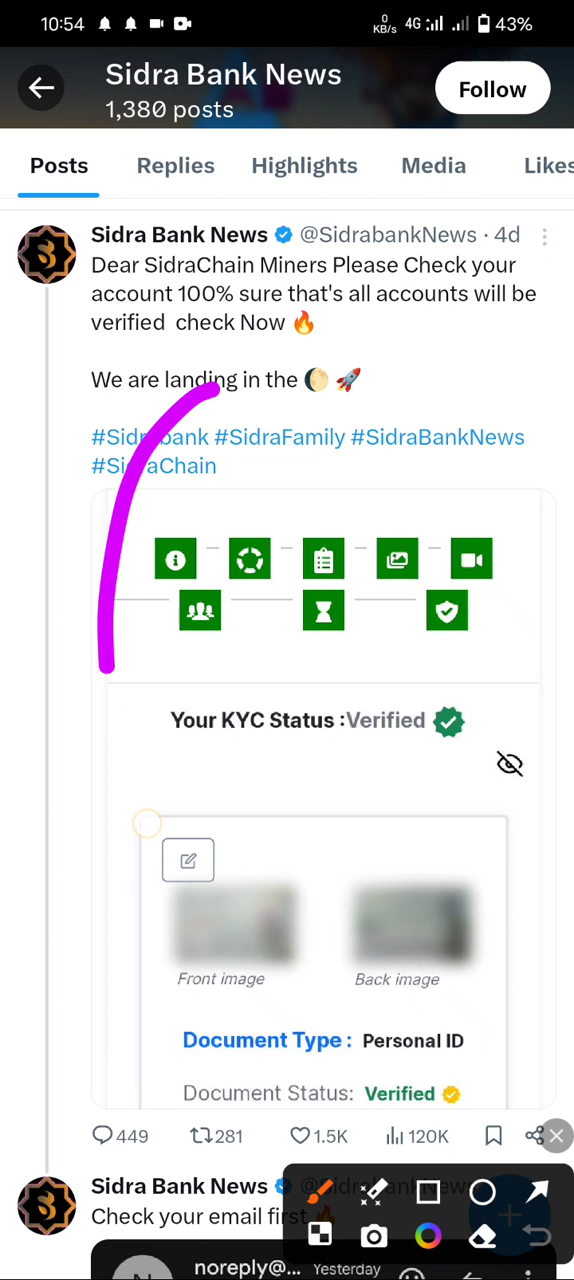 10:54 0 KB/s 4G 43%
Sidra Bank News
1,380 posts
Follow
Posts Replies Highlights Media Likes
Sidra Bank News @SidrabankNews · 4d
Dear SidraChain Miners Please Check your
account 100% sure that's all accounts will be
verified check Now 🔥
We are landing in the 🌔 🚀
#Sidrabank #SidraFamily #SidraBankNews
#SidraChain
Your KYC Status :Verified
Front image Back image
Document Type : Personal ID
Document Status: Verified
449 281 1.5K 120K
Sidra Bank News @SidrabankNews
Check your email first 🔥
N noreply@... Yesterday